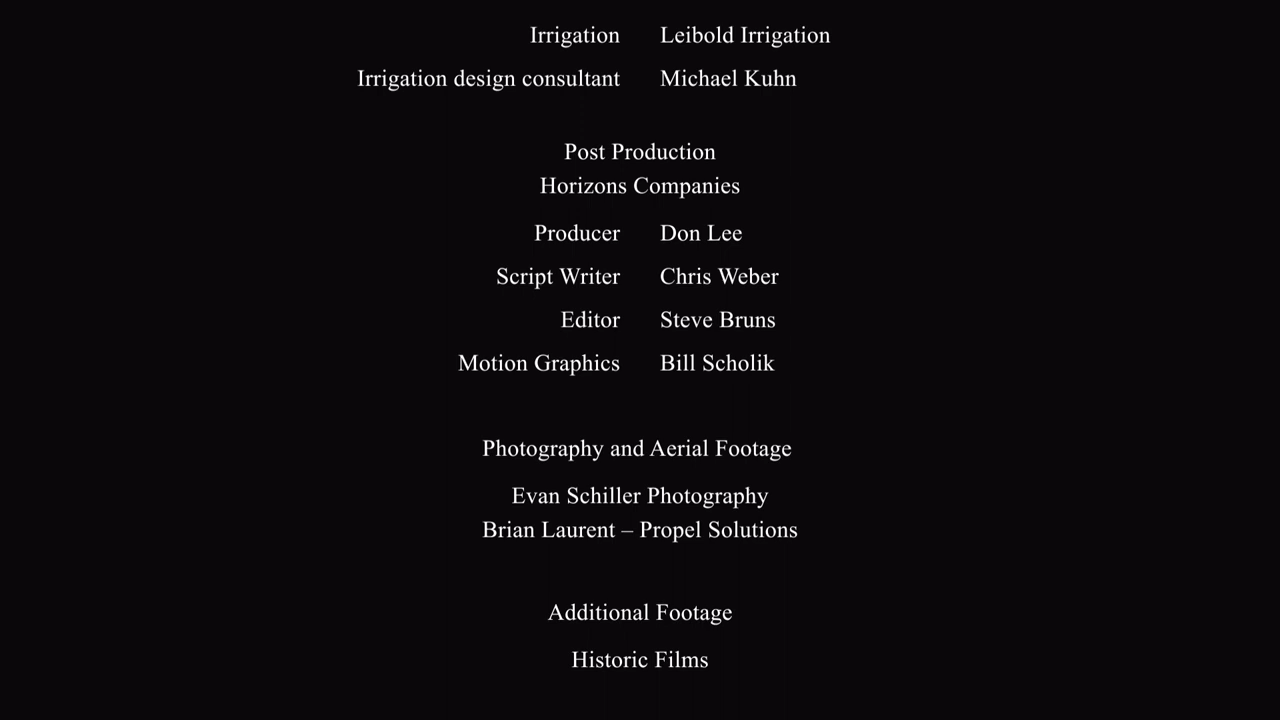 Irrigation Leibold Irrigation
Irrigation design consultant Michael Kuhn
Post Production
Horizons Companies
Producer Don Lee
Script Writer Chris Weber
Editor Steve Bruns
Motion Graphics Bill Scholik
Photography and Aerial Footage
Evan Schiller Photography
Brian Laurent – Propel Solutions
Additional Footage
Historic Films